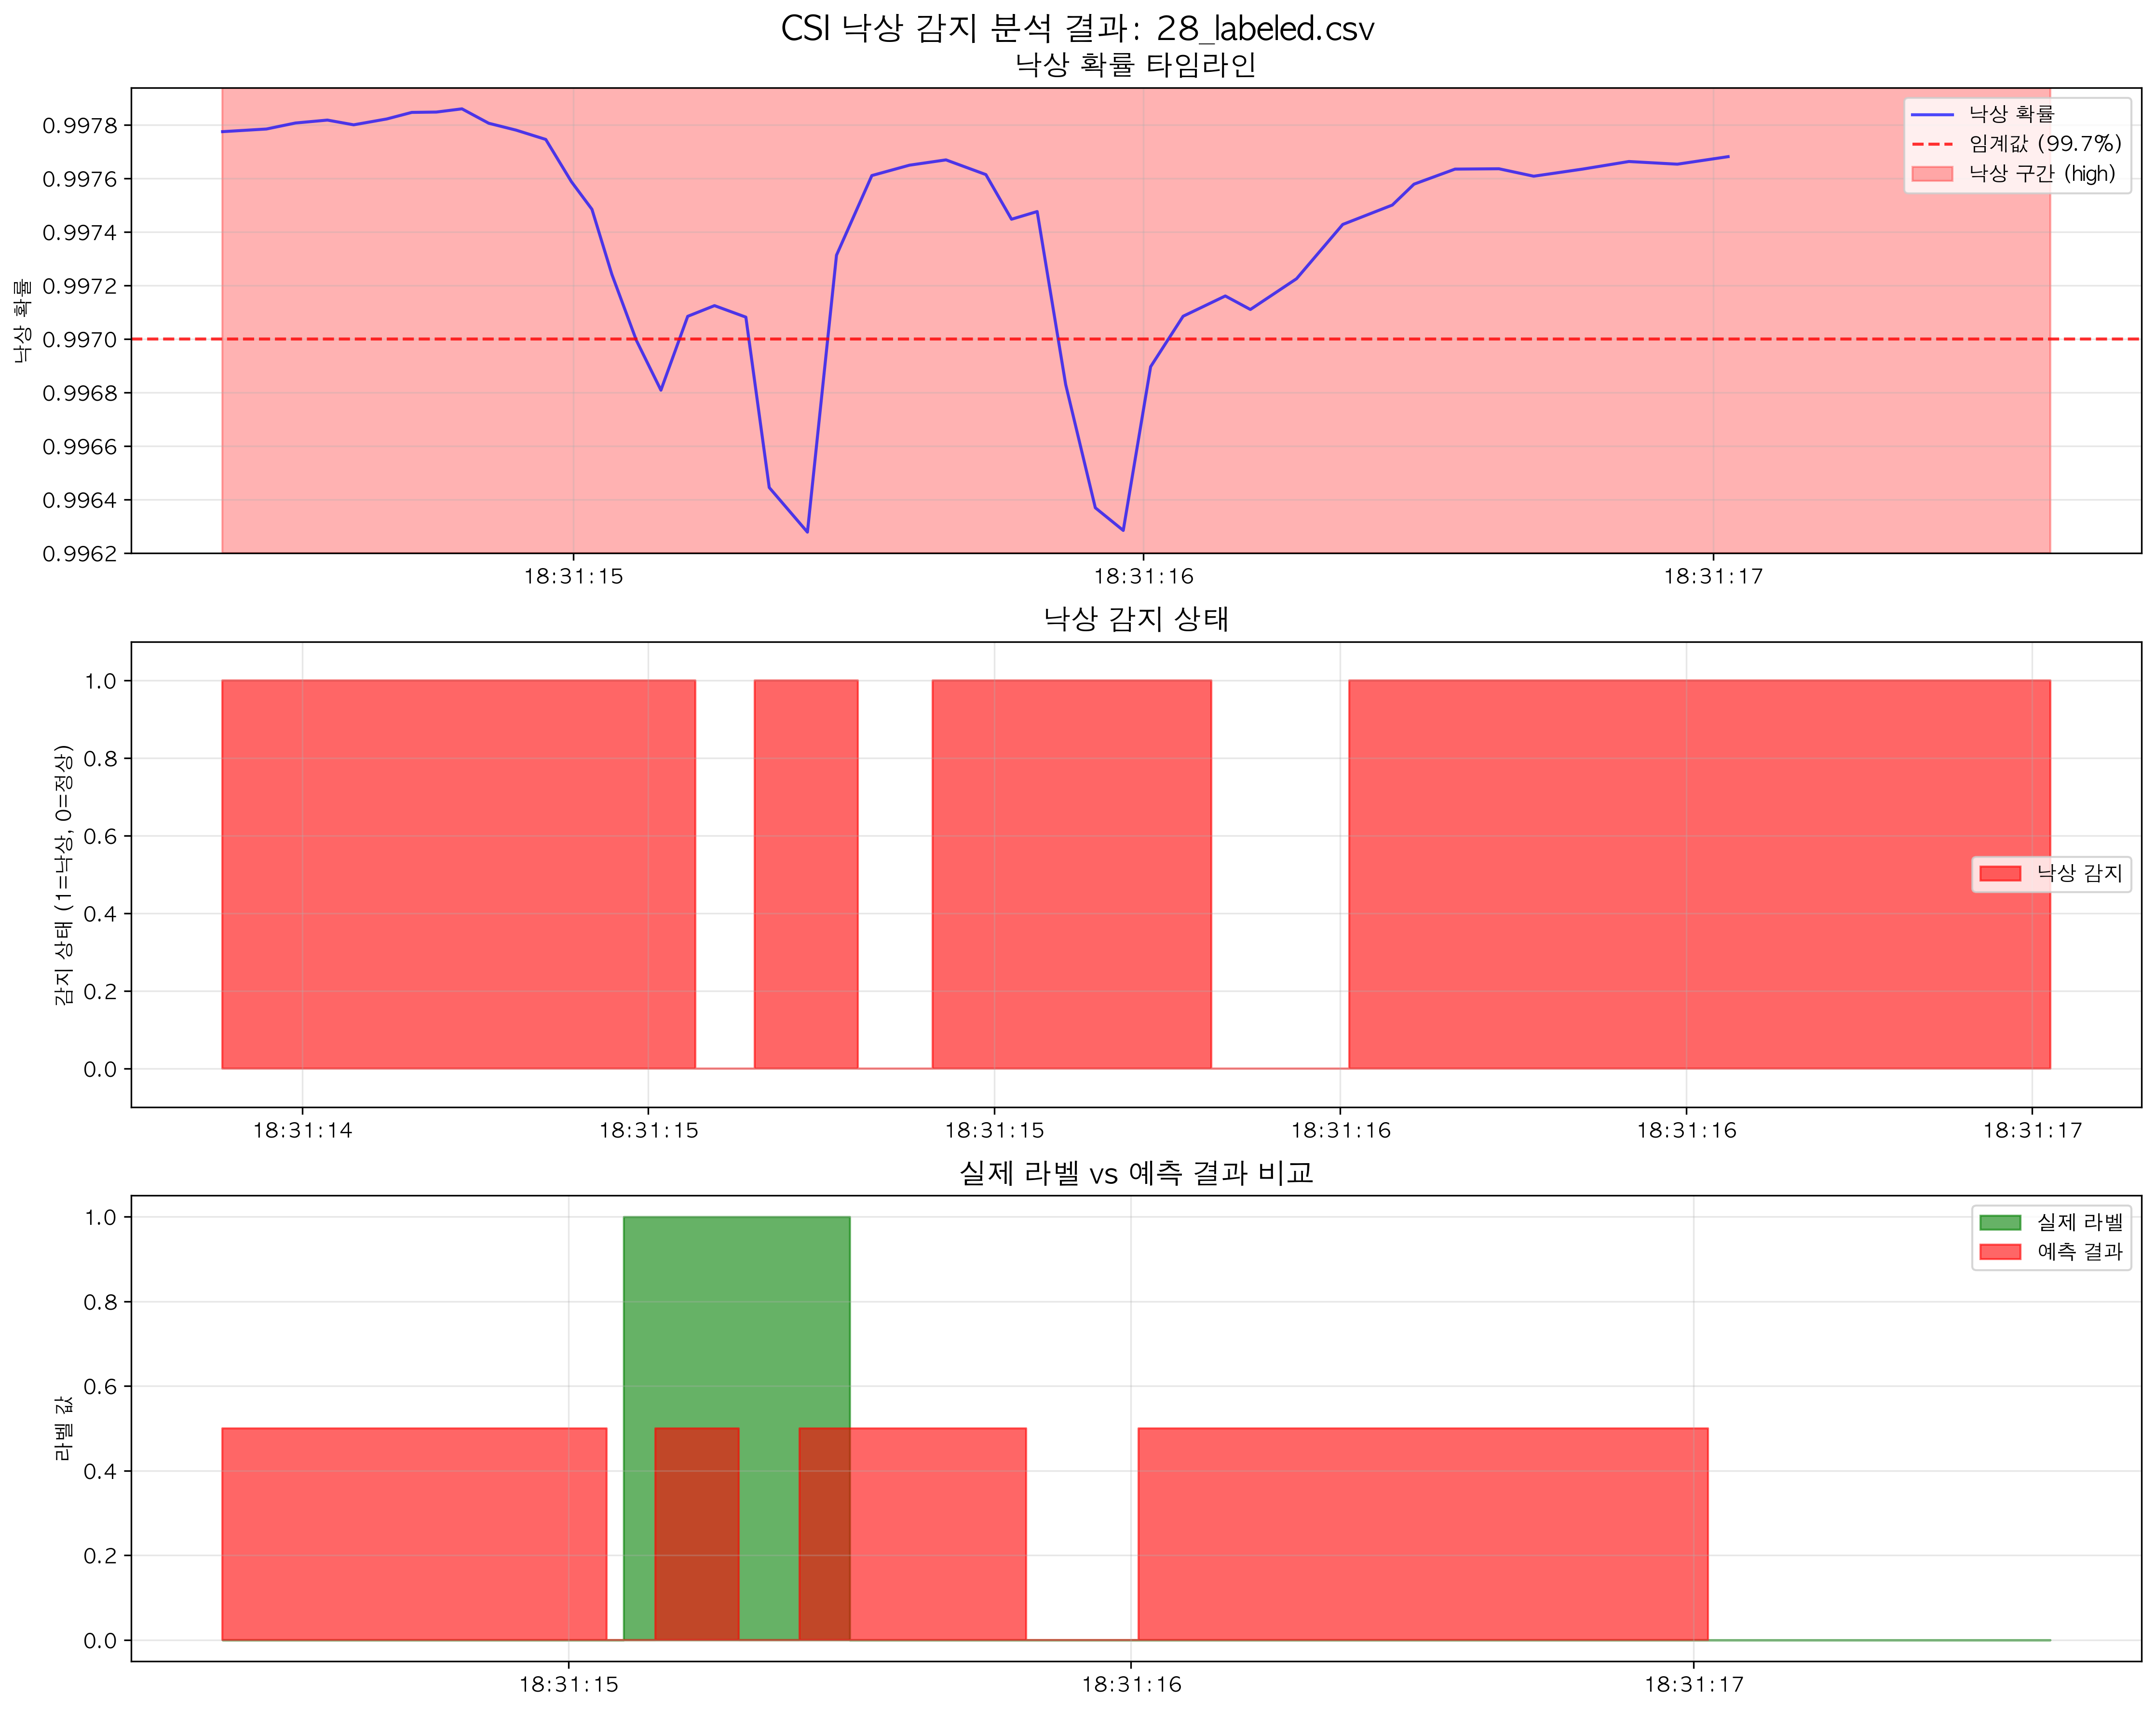 CSI 낙상 감지 분석 결과: 28_labeled.csv
낙상 확률 타임라인
낙상 확률
0.9978
0.9976
0.9974
0.9972
0.9970
0.9968
0.9966
0.9964
0.9962
낙상 확률
임계값 (99.7%)
낙상 구간 (high)
18:31:15
18:31:16
18:31:17
낙상 감지 상태
감지 상태 (1=낙상, 0=정상)
1.0
0.8
0.6
0.4
0.2
0.0
낙상 감지
18:31:14
18:31:15
18:31:15
18:31:16
18:31:16
18:31:17
실제 라벨 vs 예측 결과 비교
라벨 값
1.0
0.8
0.6
0.4
0.2
0.0
실제 라벨
예측 결과
18:31:15
18:31:16
18:31:17